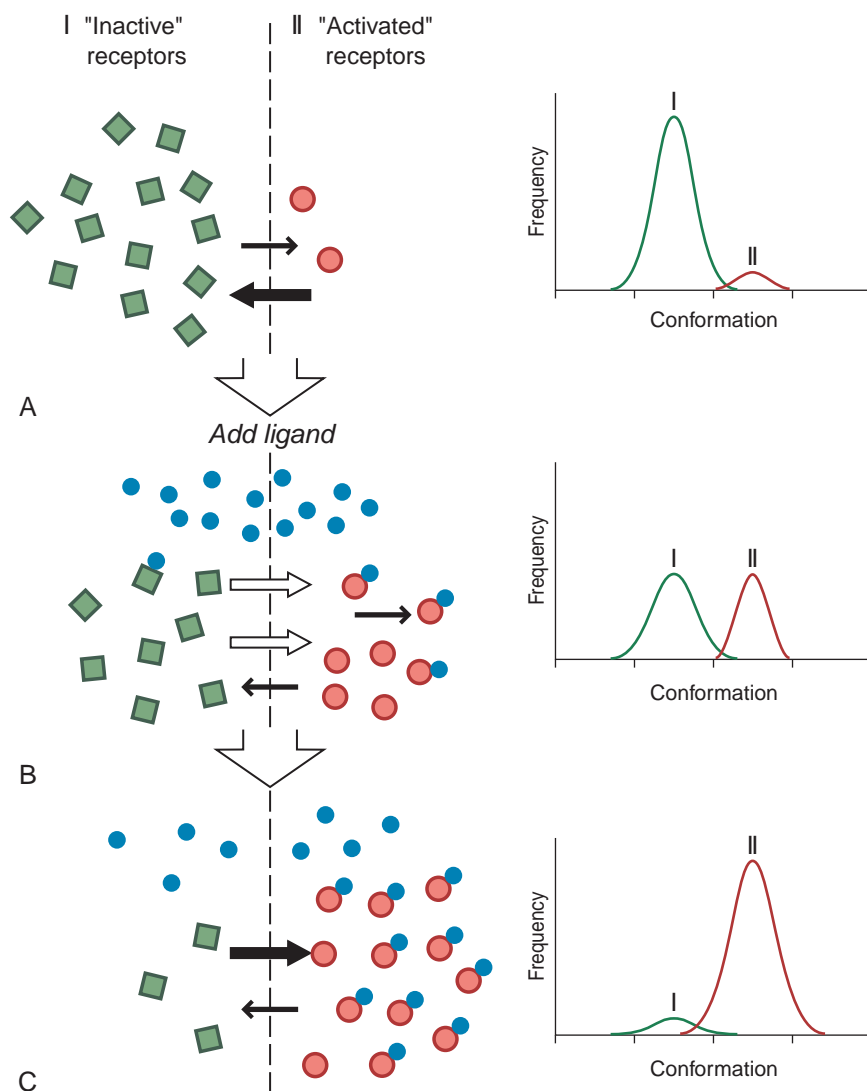 I "Inactive"
receptors
II "Activated"
receptors
I
II
Frequency
Conformation
A
Add ligand
I
II
Frequency
Conformation
B
II
I
Frequency
Conformation
C